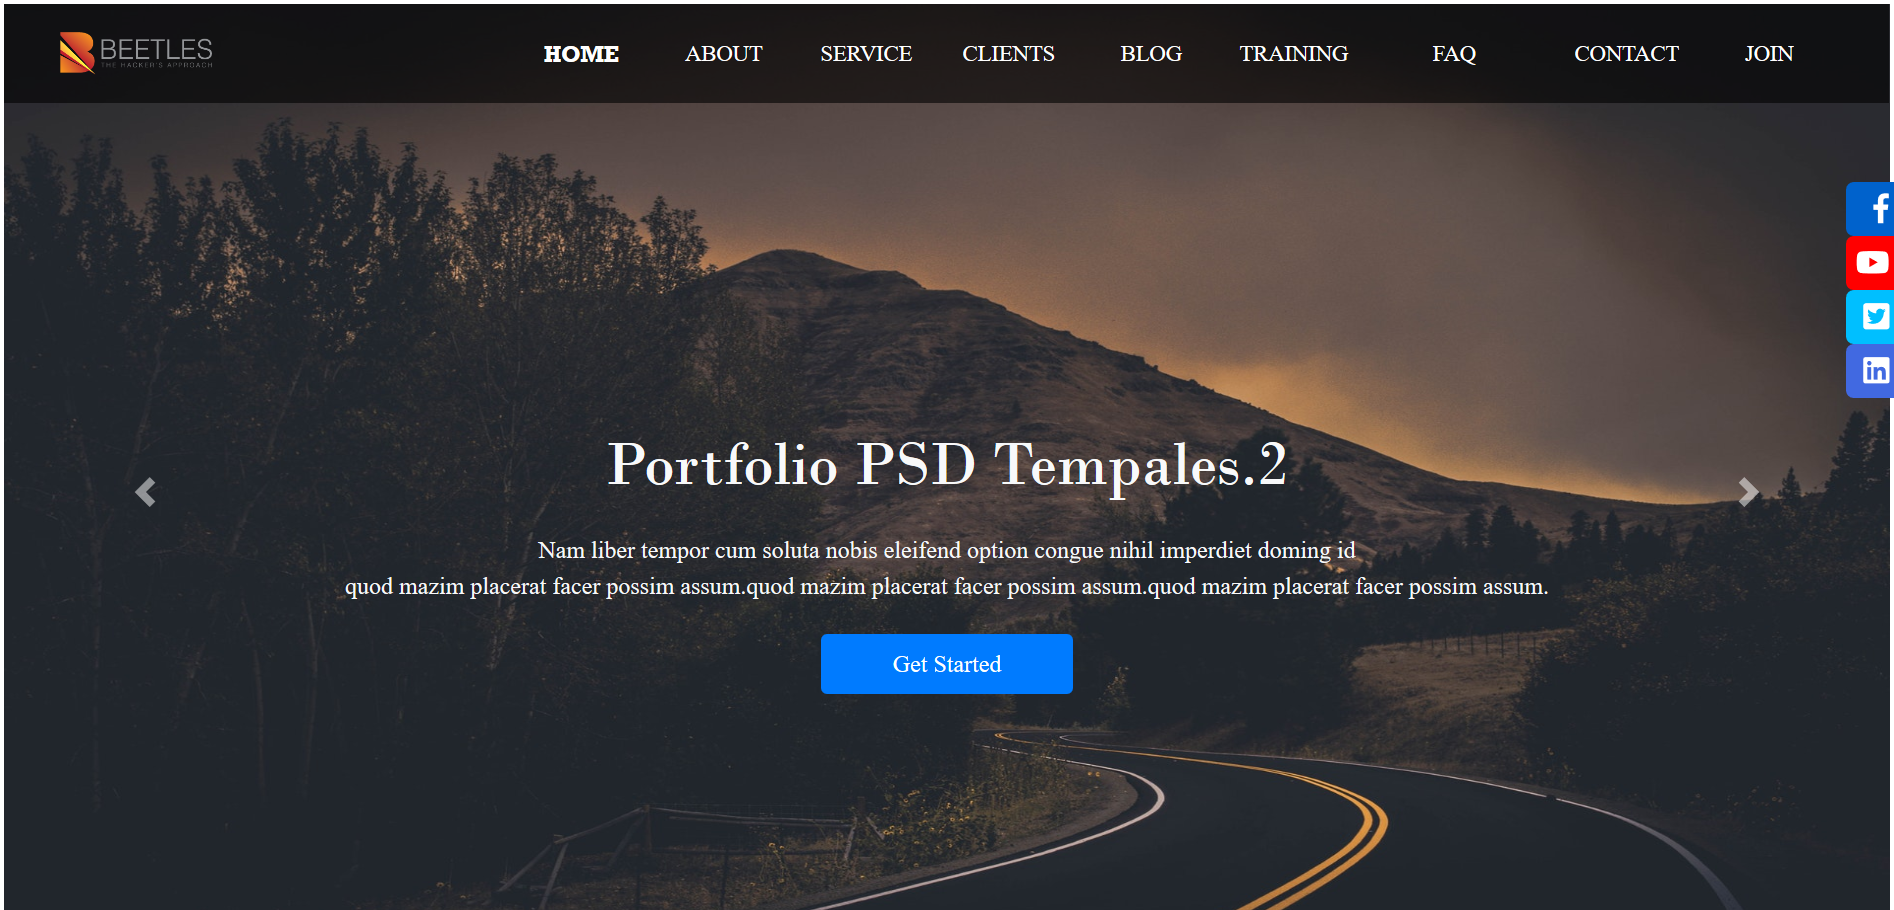 BEETLES
THE HACKER'S APPROACH
HOME ABOUT SERVICE CLIENTS BLOG TRAINING FAQ CONTACT JOIN
Portfolio PSD Tempales.2
Nam liber tempor cum soluta nobis eleifend option congue nihil imperdiet doming id
quod mazim placerat facer possim assum.quod mazim placerat facer possim assum.quod mazim placerat facer possim assum.
Get Started